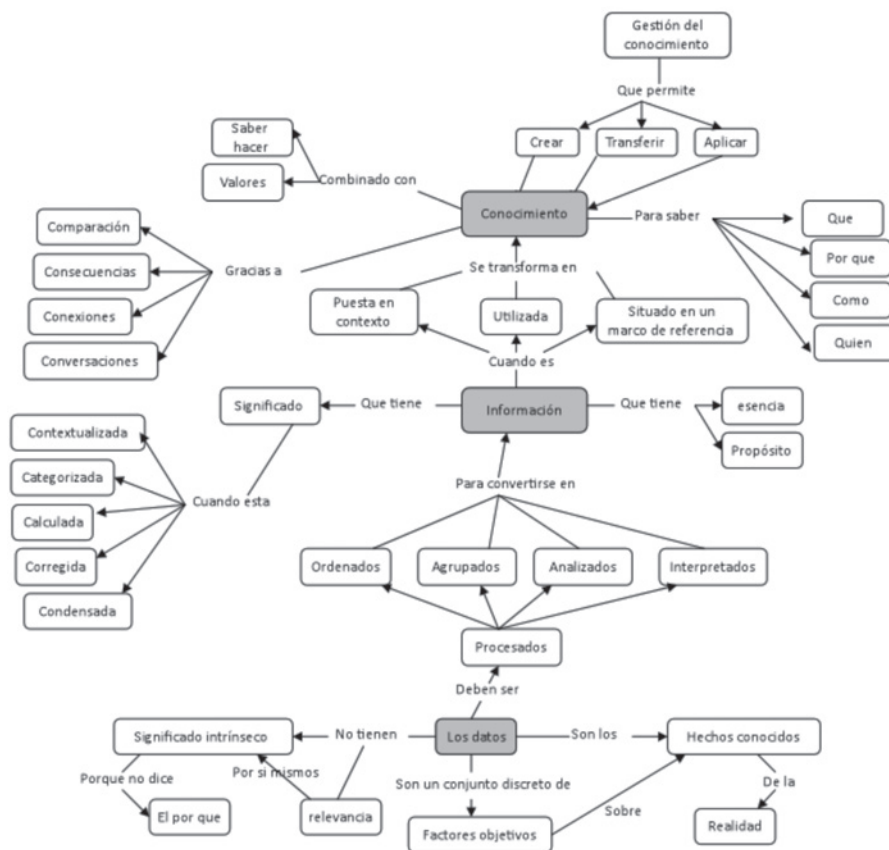 Gestión del
conocimiento
Que permite
Saber
hacer
Crear
Transferir
Aplicar
Valores
Combinado con
Conocimiento
Para saber
Que
Comparación
Por que
Consecuencias
Gracias a
Se transforma en
Como
Conexiones
Puesta en
contexto
Utilizada
Situado en un
marco de referencia
Quien
Conversaciones
Cuando es
Significado
Que tiene
Información
Que tiene
esencia
Contextualizada
Propósito
Categorizada
Cuando esta
Para convertirse en
Calculada
Corregida
Ordenados
Agrupados
Analizados
Interpretados
Condensada
Procesados
Deben ser
Significado intrínseco
No tienen
Los datos
Son los
Hechos conocidos
Porque no dice
Por si mismos
Son un conjunto discreto de
De la
El por que
relevancia
Sobre
Factores objetivos
Realidad